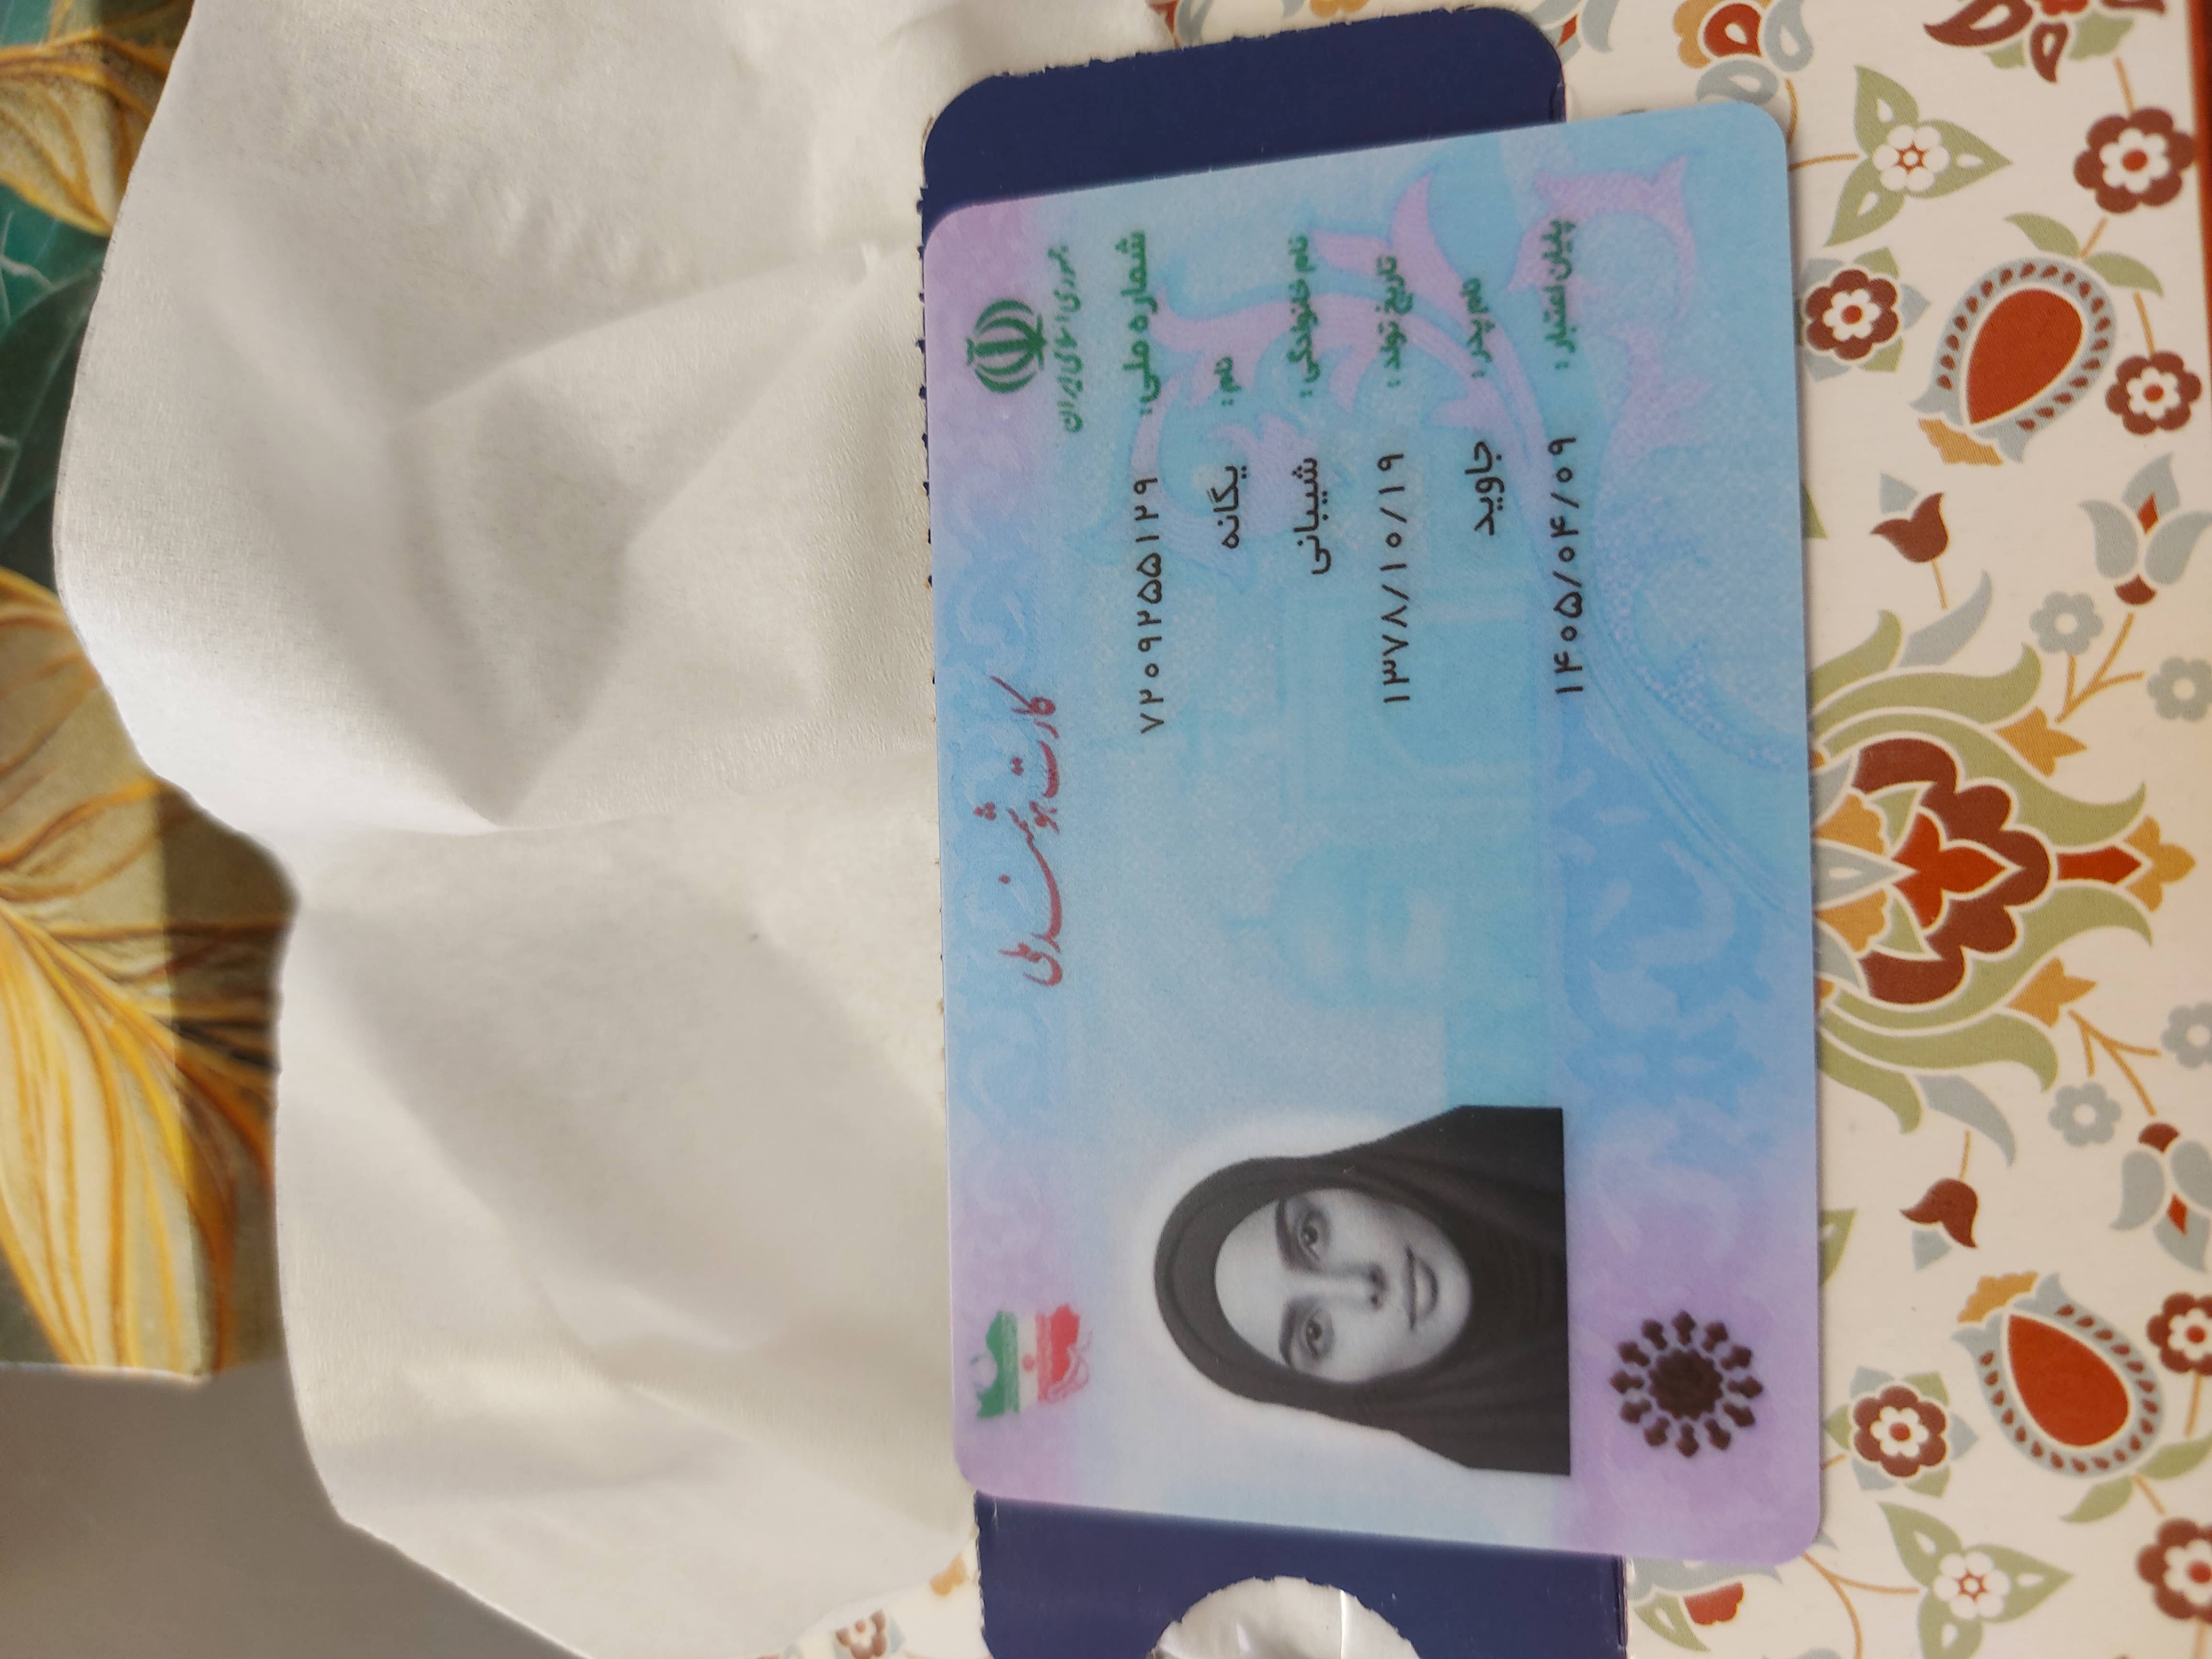 جمهوری اسلامی ایران
کارت هوشمند ملی
شماره ملی: ۷۲۰۹۲۵۵۱۲۹
نام: یگانه
نام خانوادگی: شیبانی
تاریخ تولد: ۱۳۷۸/۱۰/۱۹
نام پدر: جاوید
پایان اعتبار: ۱۴۰۵/۰۴/۰۹